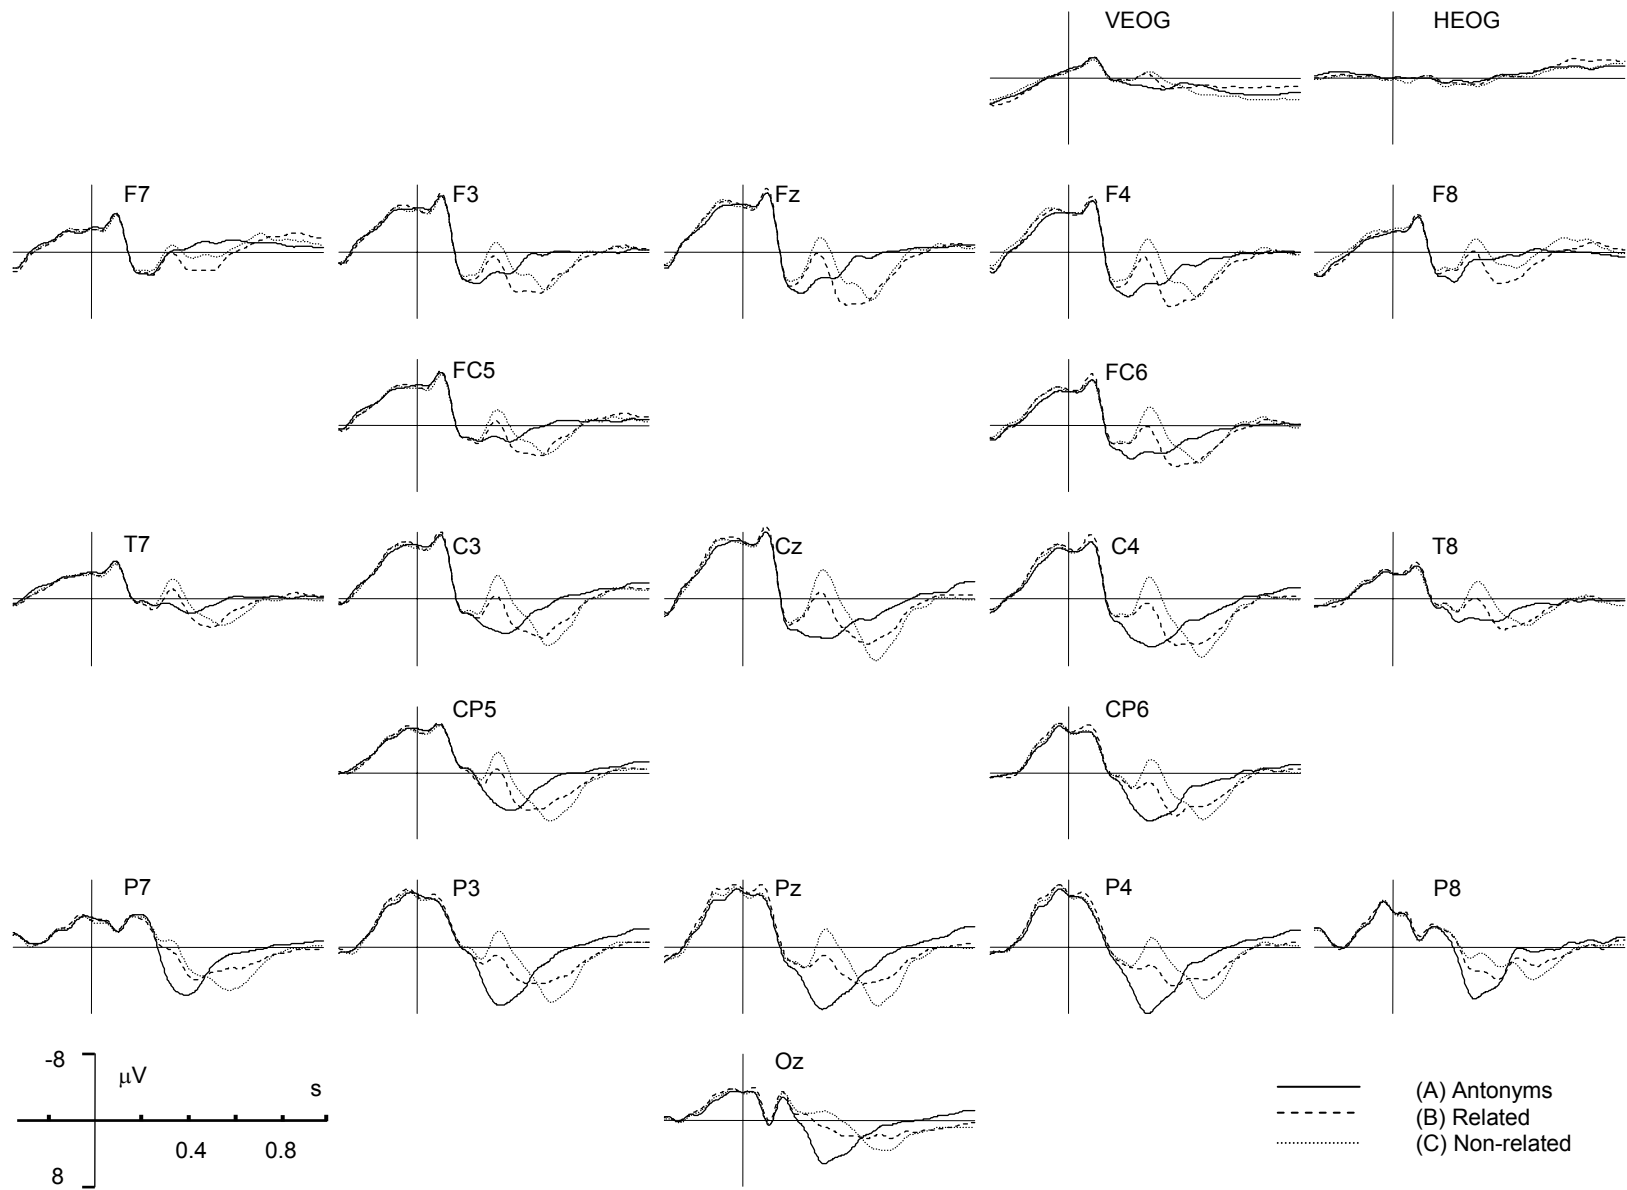 VEOG HEOG
F7 F3 Fz F4 F8
FC5 FC6
T7 C3 Cz C4 T8
CP5 CP6
P7 P3 Pz P4 P8
Oz
-8
μV
s
0.4 0.8
8
(A) Antonyms
(B) Related
(C) Non-related